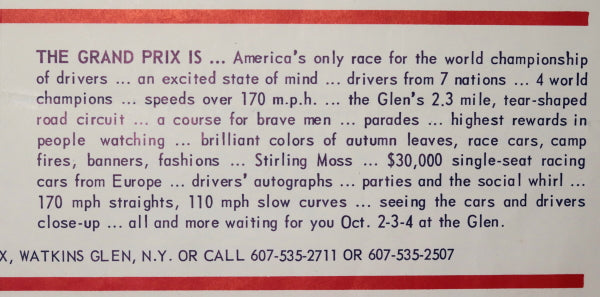 THE GRAND PRIX IS ... America's only race for the world championship
of drivers ... an excited state of mind ... drivers from 7 nations ... 4 world
champions ... speeds over 170 m.p.h. ... the Glen's 2.3 mile, tear-shaped
road circuit ... a course for brave men ... parades ... highest rewards in
people watching ... brilliant colors of autumn leaves, race cars, camp
fires, banners, fashions ... Stirling Moss ... $30,000 single-seat racing
cars from Europe ... drivers' autographs ... parties and the social whirl ...
170 mph straights, 110 mph slow curves ... seeing the cars and drivers
close-up ... all and more waiting for you Oct. 2-3-4 at the Glen.
X, WATKINS GLEN, N.Y. OR CALL 607-535-2711 OR 607-535-2507